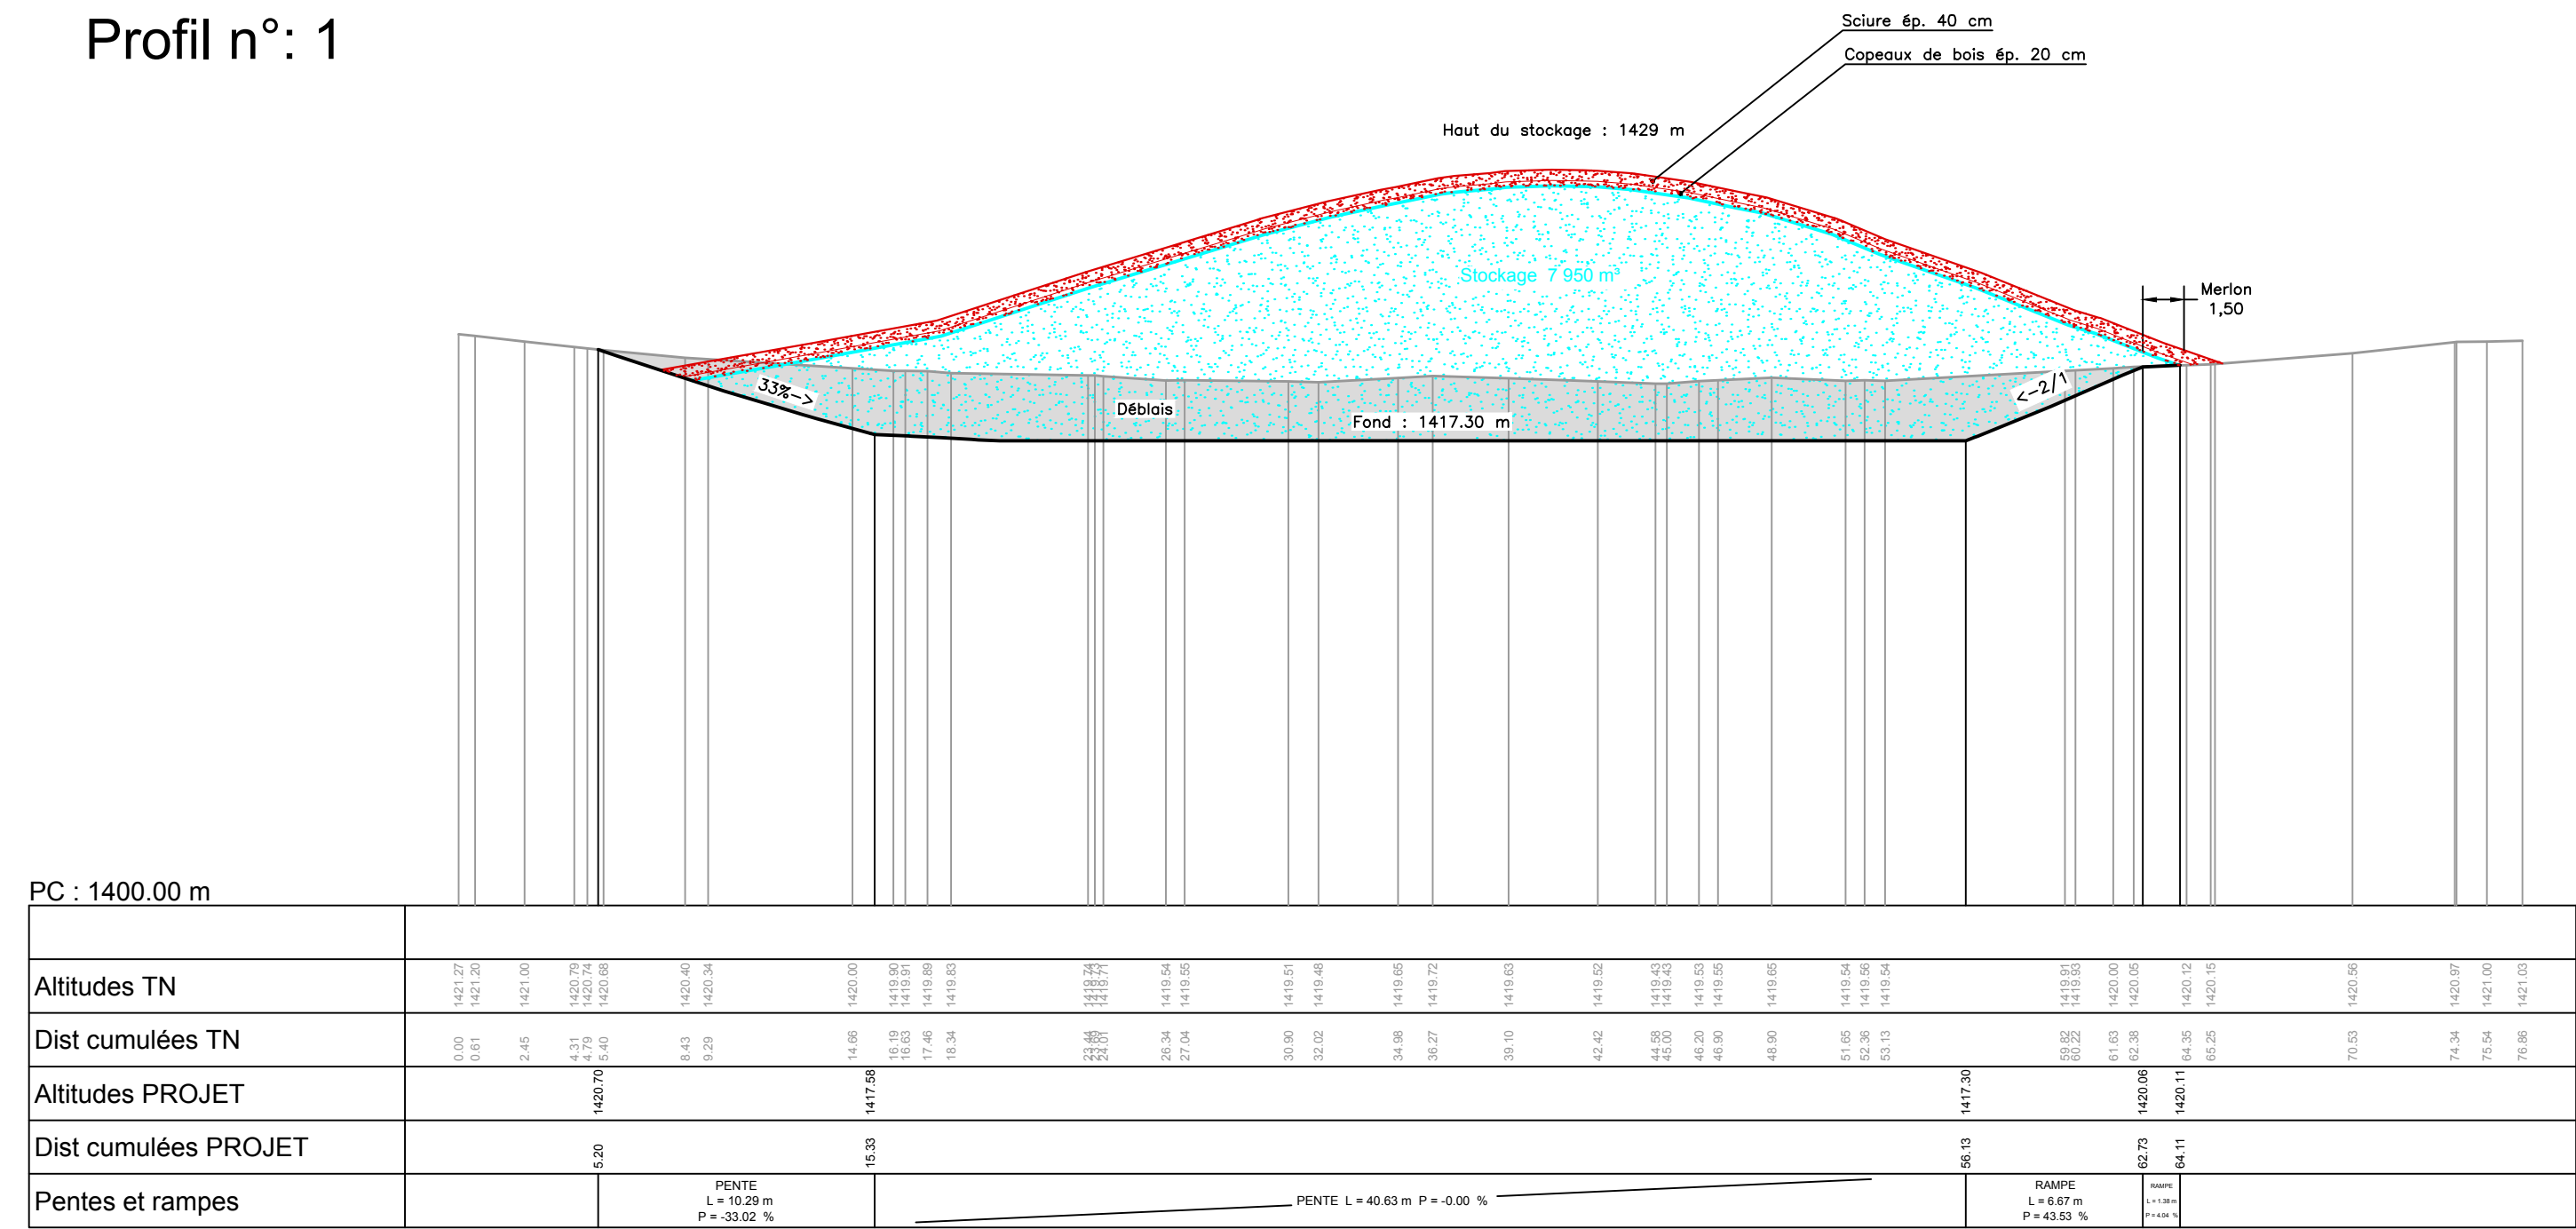 Profil n°: 1
Sciure ép. 40 cm
Copeaux de bois ép. 20 cm
Haut du stockage : 1429 m
Stockage 7 950 m³
Merlon
1,50
33%->
Déblais
Fond : 1417.30 m
<-2/1
PC : 1400.00 m
Altitudes TN 1421.27 1421.20 1421.00 1420.79 1420.74 1420.68 1420.40 1420.34 1420.00 1419.90 1419.91 1419.89 1419.83 1419.74 1419.73 1419.71 1419.54 1419.55 1419.51 1419.48 1419.65 1419.72 1419.63 1419.52 1419.43 1419.43 1419.53 1419.55 1419.65 1419.54 1419.56 1419.54 1419.91 1419.93 1420.00 1420.05 1420.12 1420.15 1420.56 1420.97 1421.00 1421.03
Dist cumulées TN 0.00 0.61 2.45 4.31 4.79 5.40 8.43 9.29 14.66 16.19 16.63 17.46 18.34 23.44 23.69 24.01 26.34 27.04 30.90 32.02 34.98 36.27 39.10 42.42 44.58 45.00 46.20 46.90 48.90 51.65 52.36 53.13 59.82 60.22 61.63 62.38 64.35 65.25 70.53 74.34 75.54 76.86
Altitudes PROJET 1420.70 1417.58 1417.30 1420.06 1420.11
Dist cumulées PROJET 5.20 15.33 56.13 62.73 64.11
Pentes et rampes
PENTE
L = 10.29 m
P = -33.02 %
PENTE L = 40.63 m P = -0.00 %
RAMPE
L = 6.67 m
P = 43.53 %
RAMPE
L = 1.38 m
P = 4.04 %